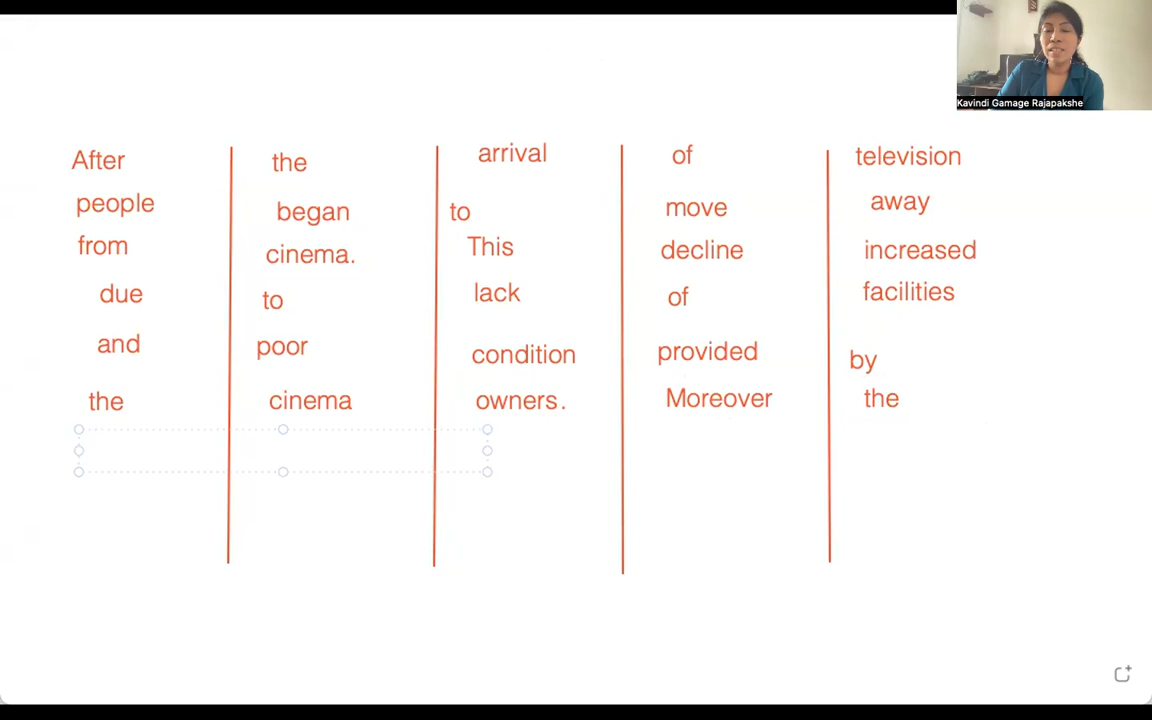 Kavindi Gamage Rajapakshe
After the arrival of television
people began to move away
from cinema. This decline increased
due to lack of facilities
and poor condition provided by
the cinema owners. Moreover the